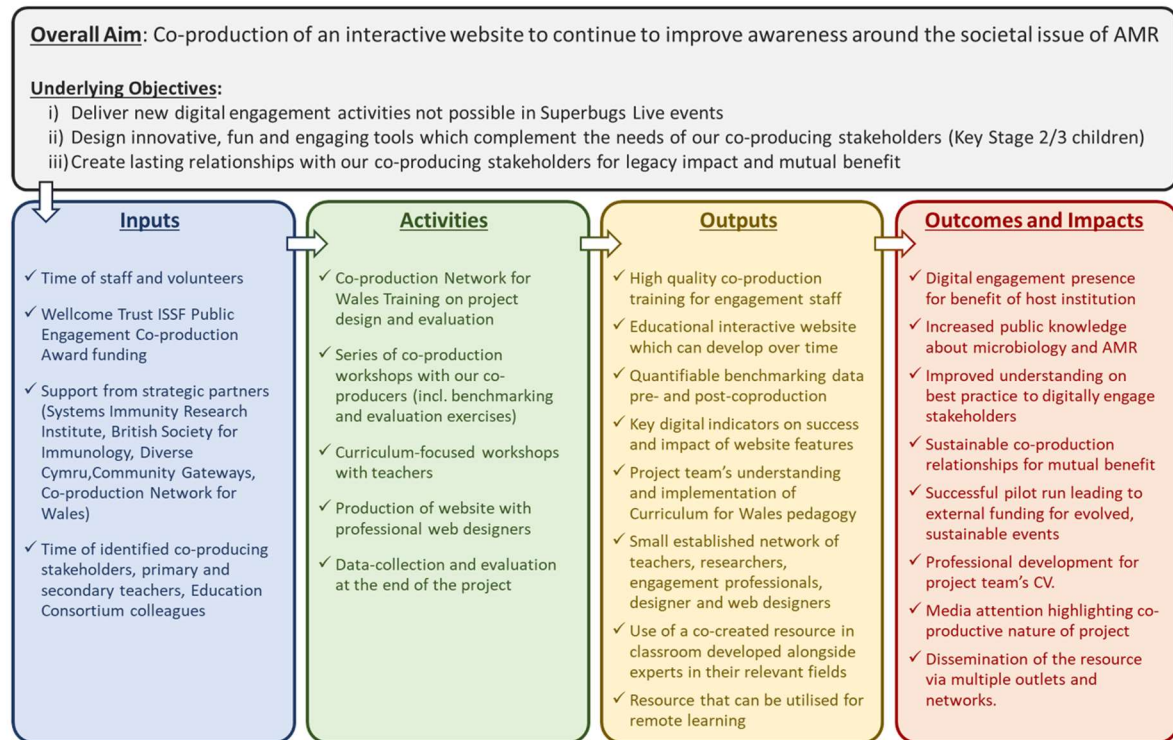 Overall Aim: Co-production of an interactive website to continue to improve awareness around the societal issue of AMR
Underlying Objectives:
i) Deliver new digital engagement activities not possible in Superbugs Live events
ii) Design innovative, fun and engaging tools which complement the needs of our co-producing stakeholders (Key Stage 2/3 children)
iii) Create lasting relationships with our co-producing stakeholders for legacy impact and mutual benefit
Inputs
✓ Time of staff and volunteers
✓ Wellcome Trust ISSF Public
Engagement Co-production
Award funding
✓ Support from strategic partners
(Systems Immunity Research
Institute, British Society for
Immunology, Diverse
Cymru,Community Gateways,
Co-production Network for
Wales)
✓ Time of identified co-producing
stakeholders, primary and
secondary teachers, Education
Consortium colleagues
Activities
✓ Co-production Network for
Wales Training on project
design and evaluation
✓ Series of co-production
workshops with our co-
producers (incl. benchmarking
and evaluation exercises)
✓ Curriculum-focused workshops
with teachers
✓ Production of website with
professional web designers
✓ Data-collection and evaluation
at the end of the project
Outputs
✓ High quality co-production
training for engagement staff
✓ Educational interactive website
which can develop over time
✓ Quantifiable benchmarking data
pre- and post-coproduction
✓ Key digital indicators on success
and impact of website features
✓ Project team's understanding
and implementation of
Curriculum for Wales pedagogy
✓ Small established network of
teachers, researchers,
engagement professionals,
designer and web designers
✓ Use of a co-created resource in
classroom developed alongside
experts in their relevant fields
✓ Resource that can be utilised for
remote learning
Outcomes and Impacts
✓ Digital engagement presence
for benefit of host institution
✓ Increased public knowledge
about microbiology and AMR
✓ Improved understanding on
best practice to digitally engage
stakeholders
✓ Sustainable co-production
relationships for mutual benefit
✓ Successful pilot run leading to
external funding for evolved,
sustainable events
✓ Professional development for
project team's CV.
✓ Media attention highlighting co-
productive nature of project
✓ Dissemination of the resource
via multiple outlets and
networks.